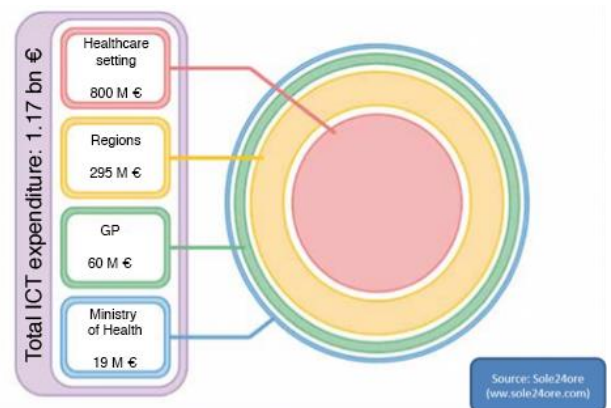 Total ICT expenditure: 1.17 bn €
Healthcare
setting
800 M €
Regions
295 M €
GP
60 M €
Ministry
of Health
19 M €
Source: Sole24ore
(ww.sole24ore.com)